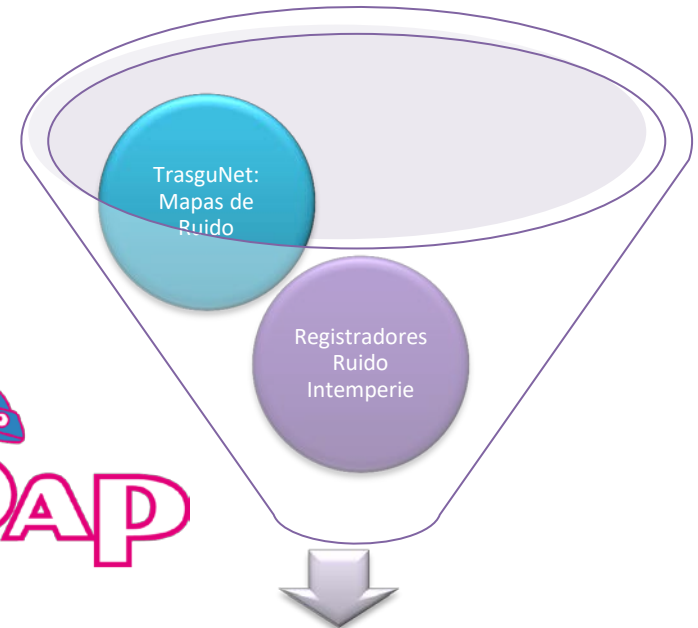 TrasguNet:
Mapas de
Ruido
Registradores
Ruido
Intemperie